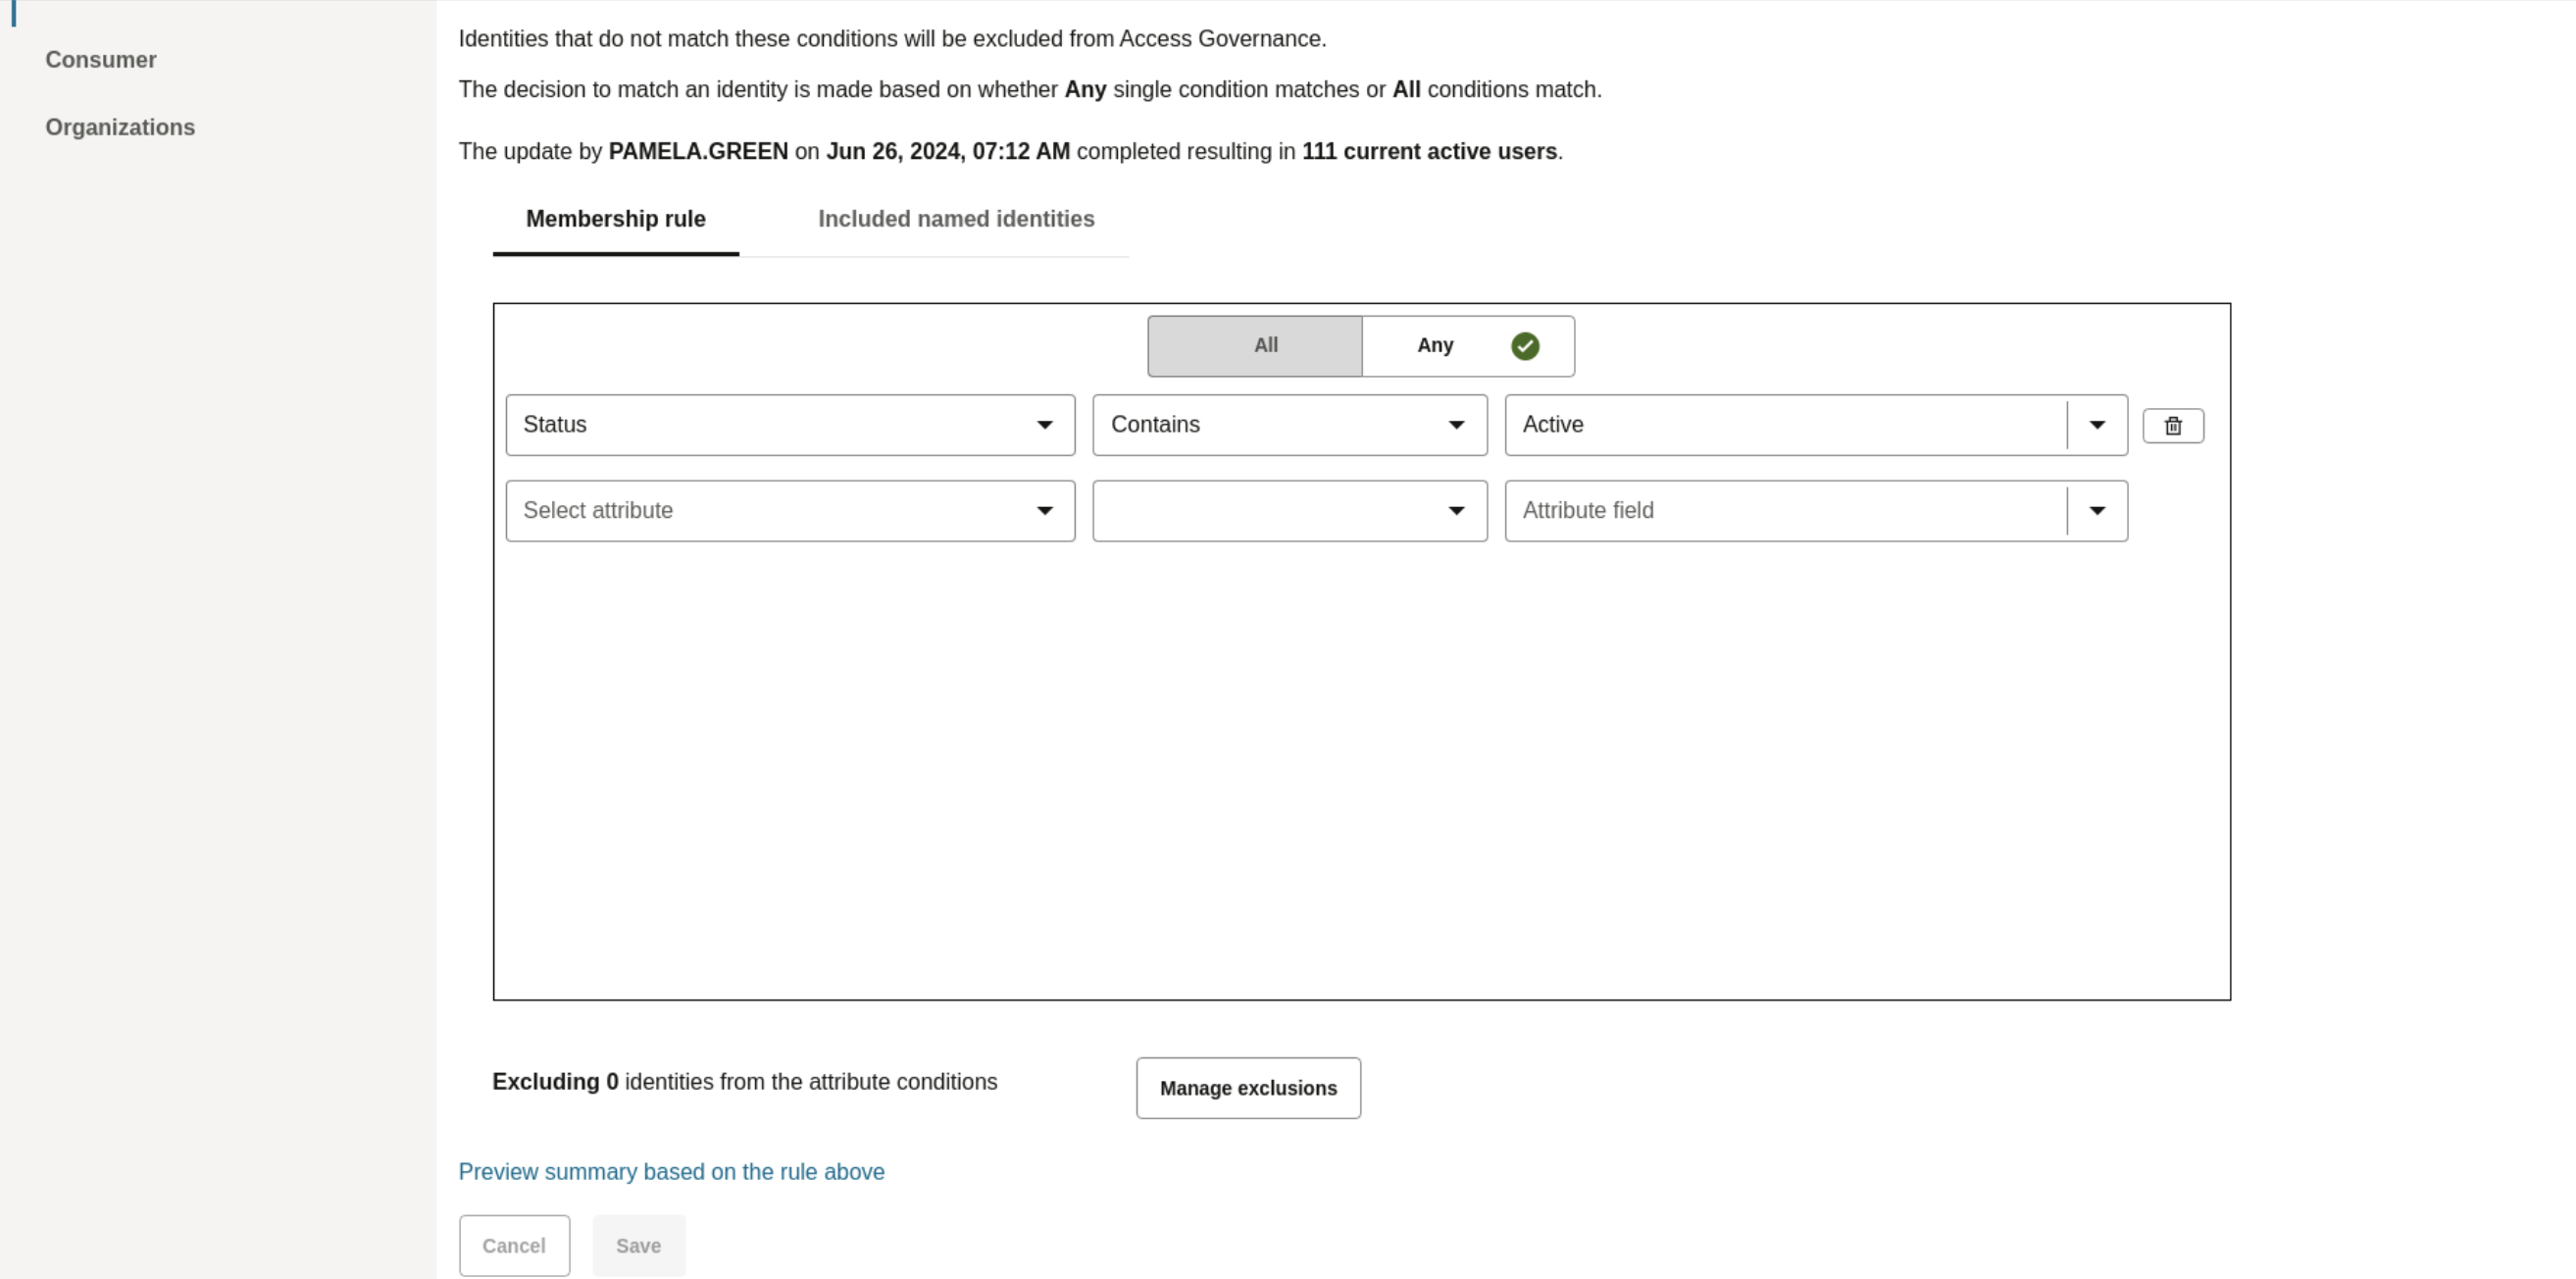 Consumer
Organizations
Identities that do not match these conditions will be excluded from Access Governance.
The decision to match an identity is made based on whether Any single condition matches or All conditions match.
The update by PAMELA.GREEN on Jun 26, 2024, 07:12 AM completed resulting in 111 current active users.
Membership rule Included named identities
All Any
Status Contains Active
Select attribute Attribute field
Excluding 0 identities from the attribute conditions Manage exclusions
Preview summary based on the rule above
Cancel Save